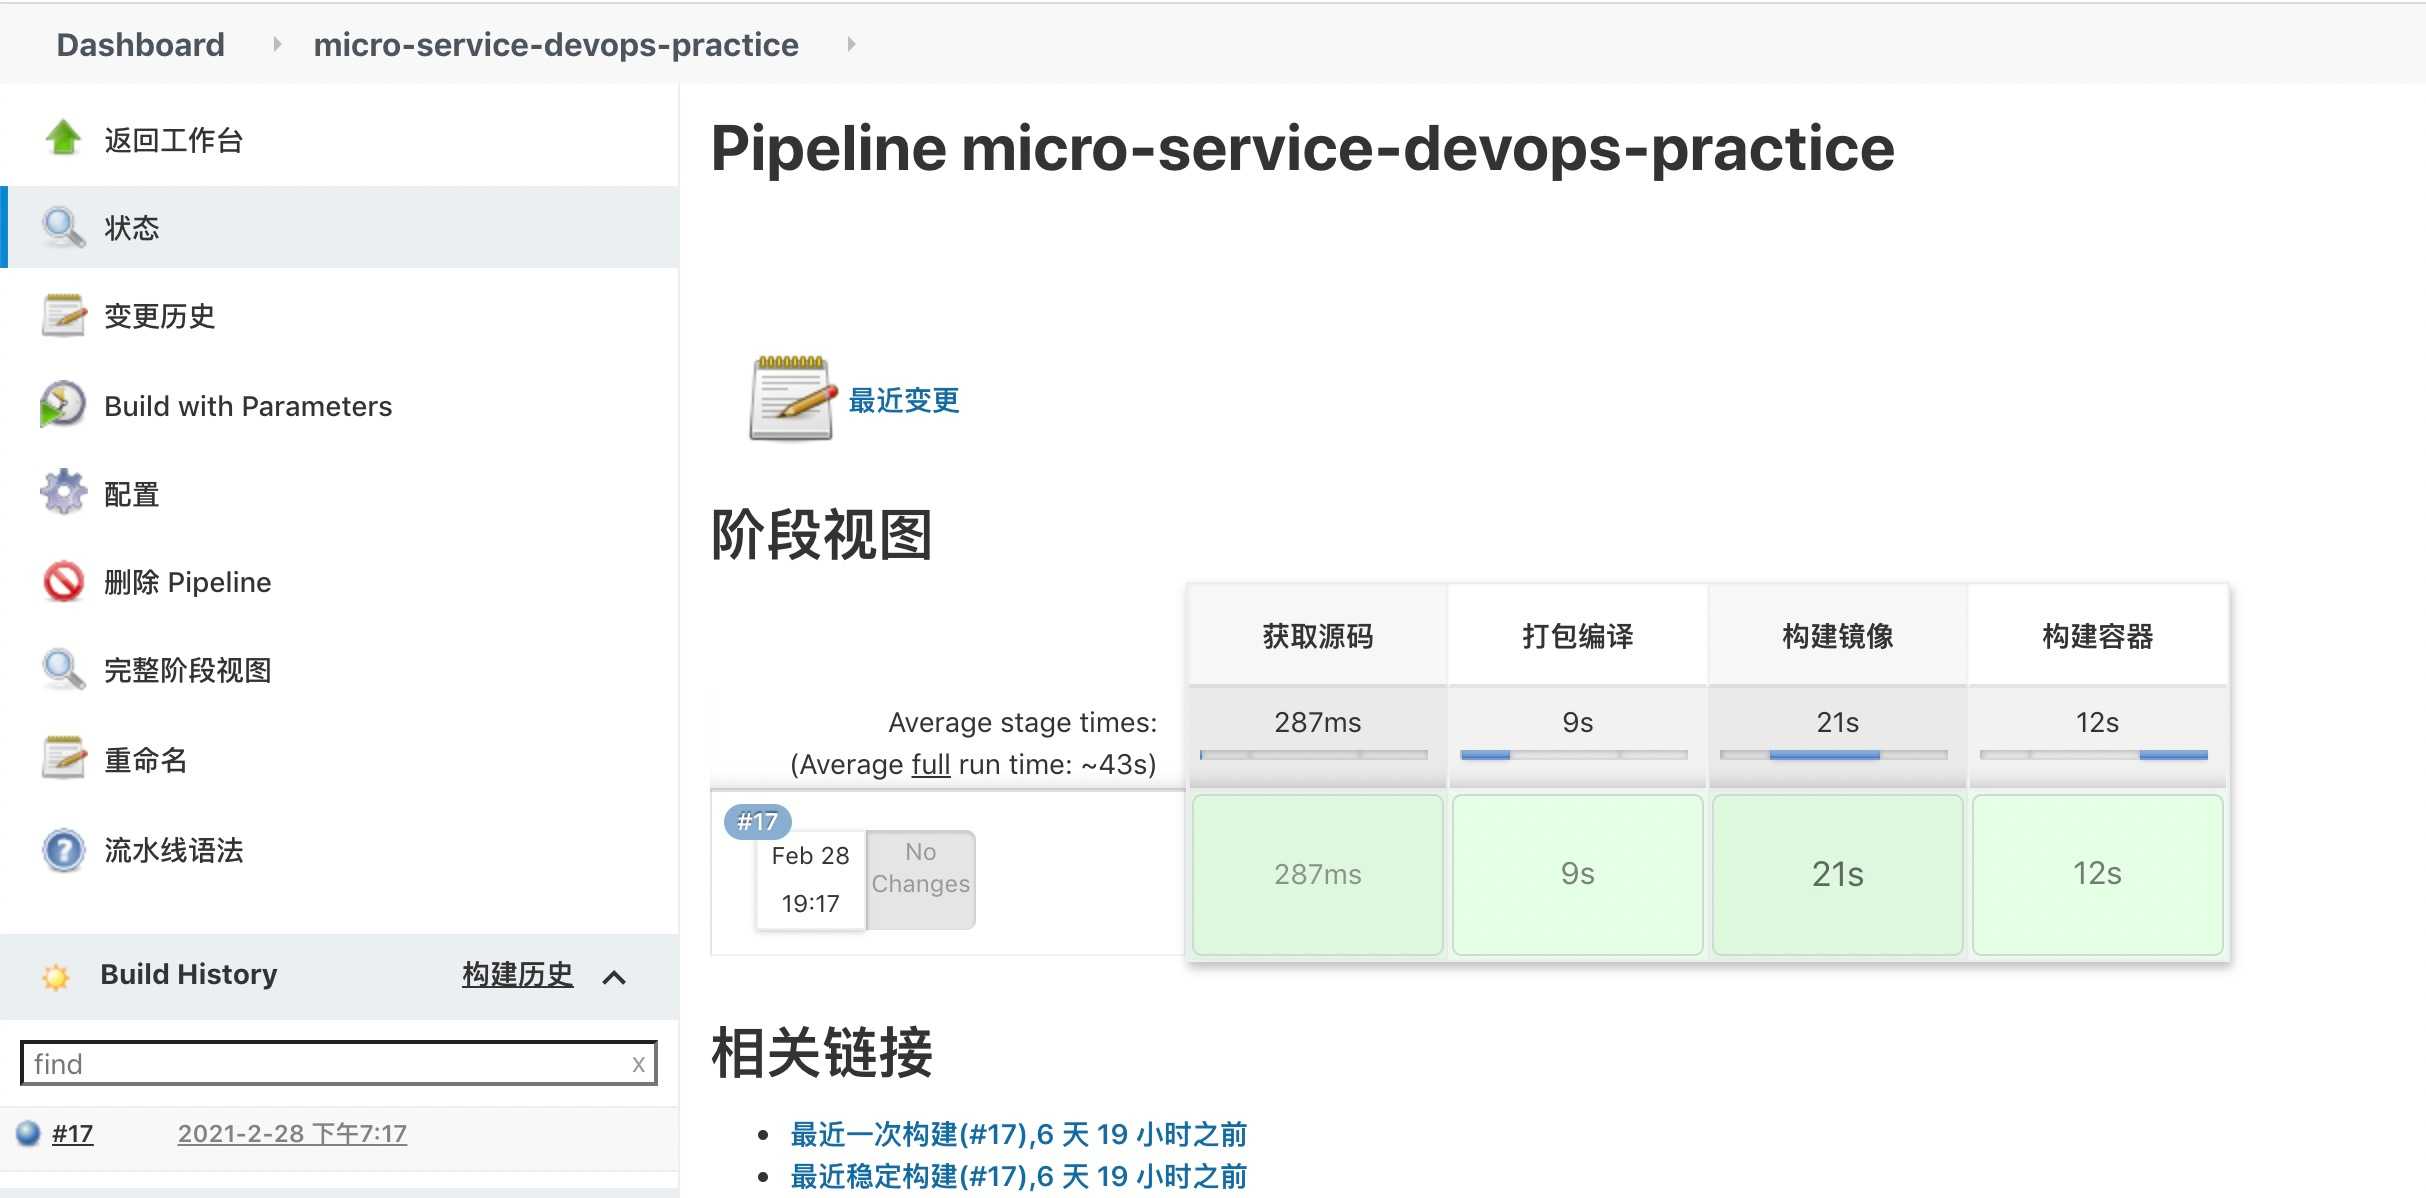 Dashboard
micro-service-devops-practice
返回工作台
状态
变更历史
Build with Parameters
配置
删除 Pipeline
完整阶段视图
重命名
流水线语法
Build History 构建历史
find x
#17 2021-2-28 下午7:17
Pipeline micro-service-devops-practice
最近变更
阶段视图
获取源码 打包编译 构建镜像 构建容器
Average stage times: 287ms 9s 21s 12s
(Average full run time: ~43s)
#17
Feb 28
19:17
No
Changes
287ms 9s 21s 12s
相关链接
最近一次构建(#17),6 天 19 小时之前
最近稳定构建(#17),6 天 19 小时之前